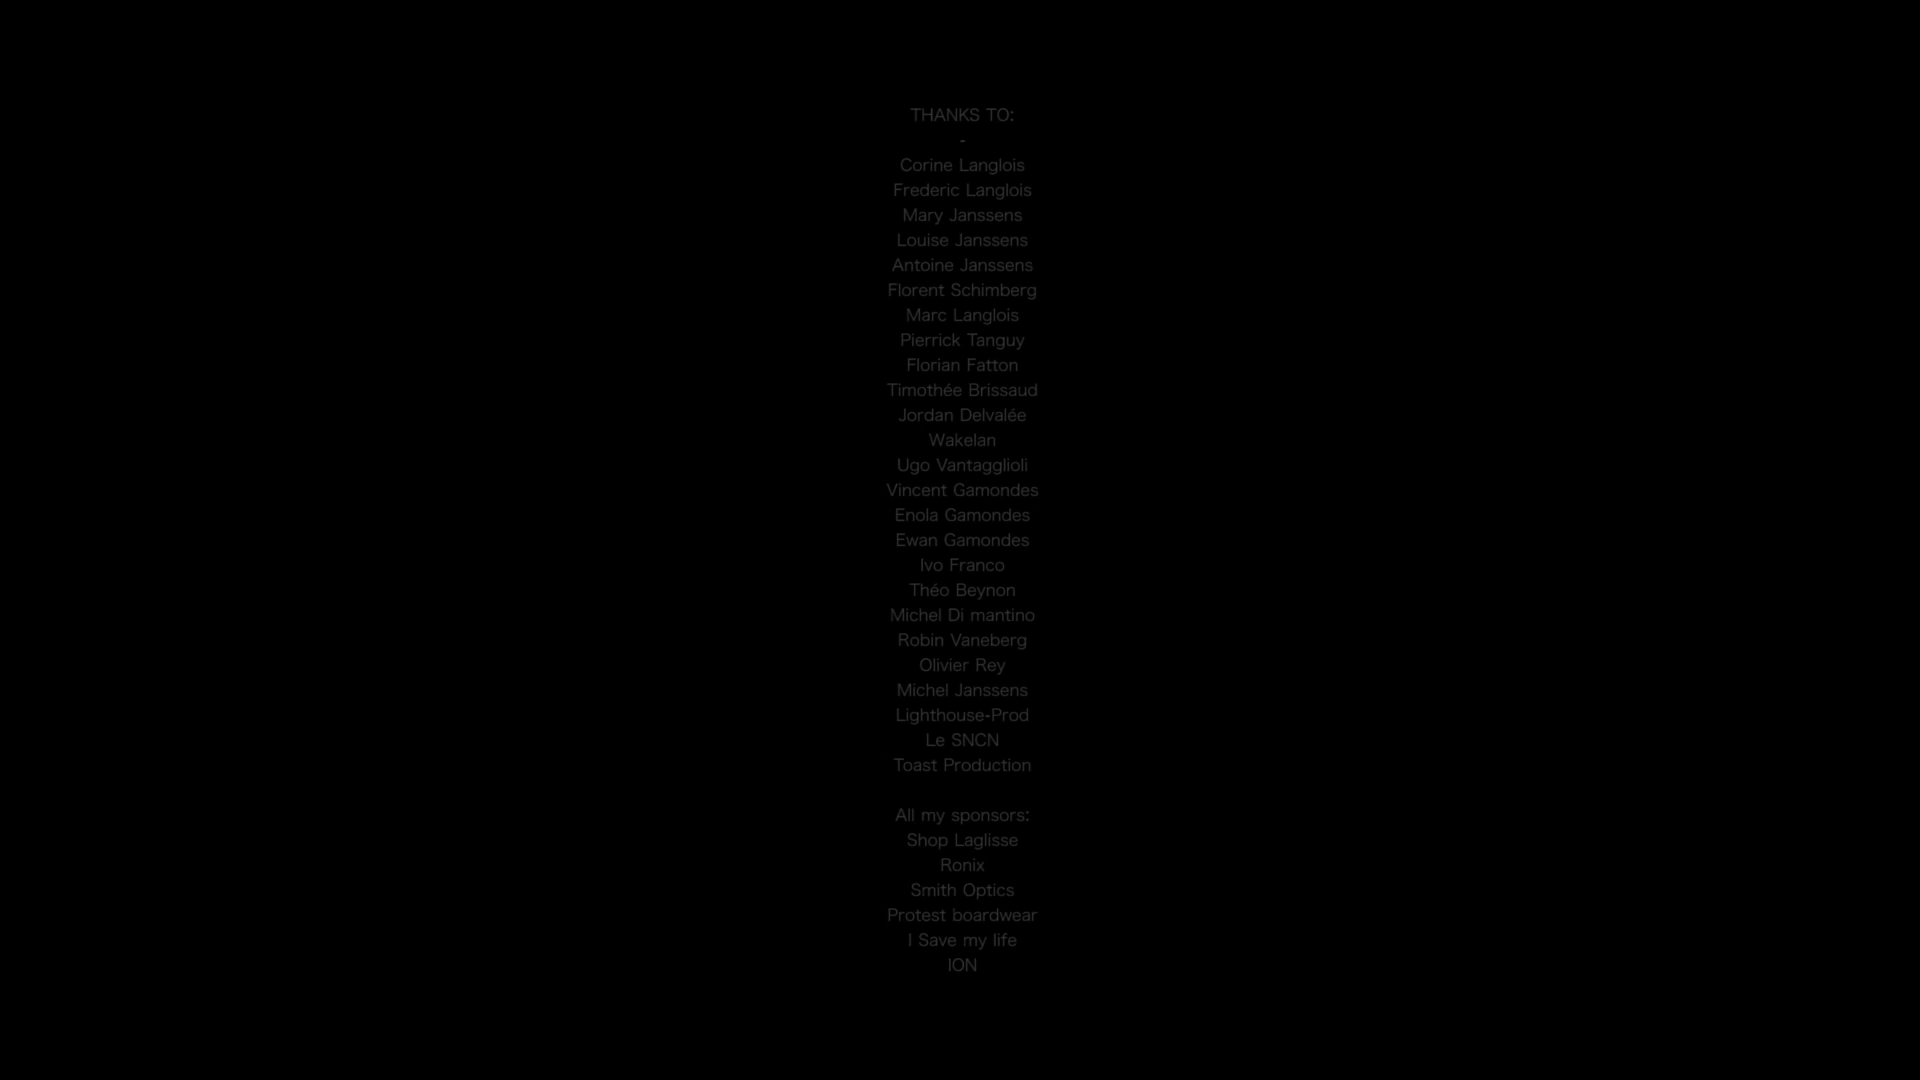 THANKS TO:
-
Corine Langlois
Frederic Langlois
Mary Janssens
Louise Janssens
Antoine Janssens
Florent Schimberg
Marc Langlois
Pierrick Tanguy
Florian Fatton
Timothée Brissaud
Jordan Delvalée
Wakelan
Ugo Vantagglioli
Vincent Gamondes
Enola Gamondes
Ewan Gamondes
Ivo Franco
Théo Beynon
Michel Di mantino
Robin Vaneberg
Olivier Rey
Michel Janssens
Lighthouse-Prod
Le SNCN
Toast Production
All my sponsors:
Shop Laglisse
Ronix
Smith Optics
Protest boardwear
I Save my life
ION